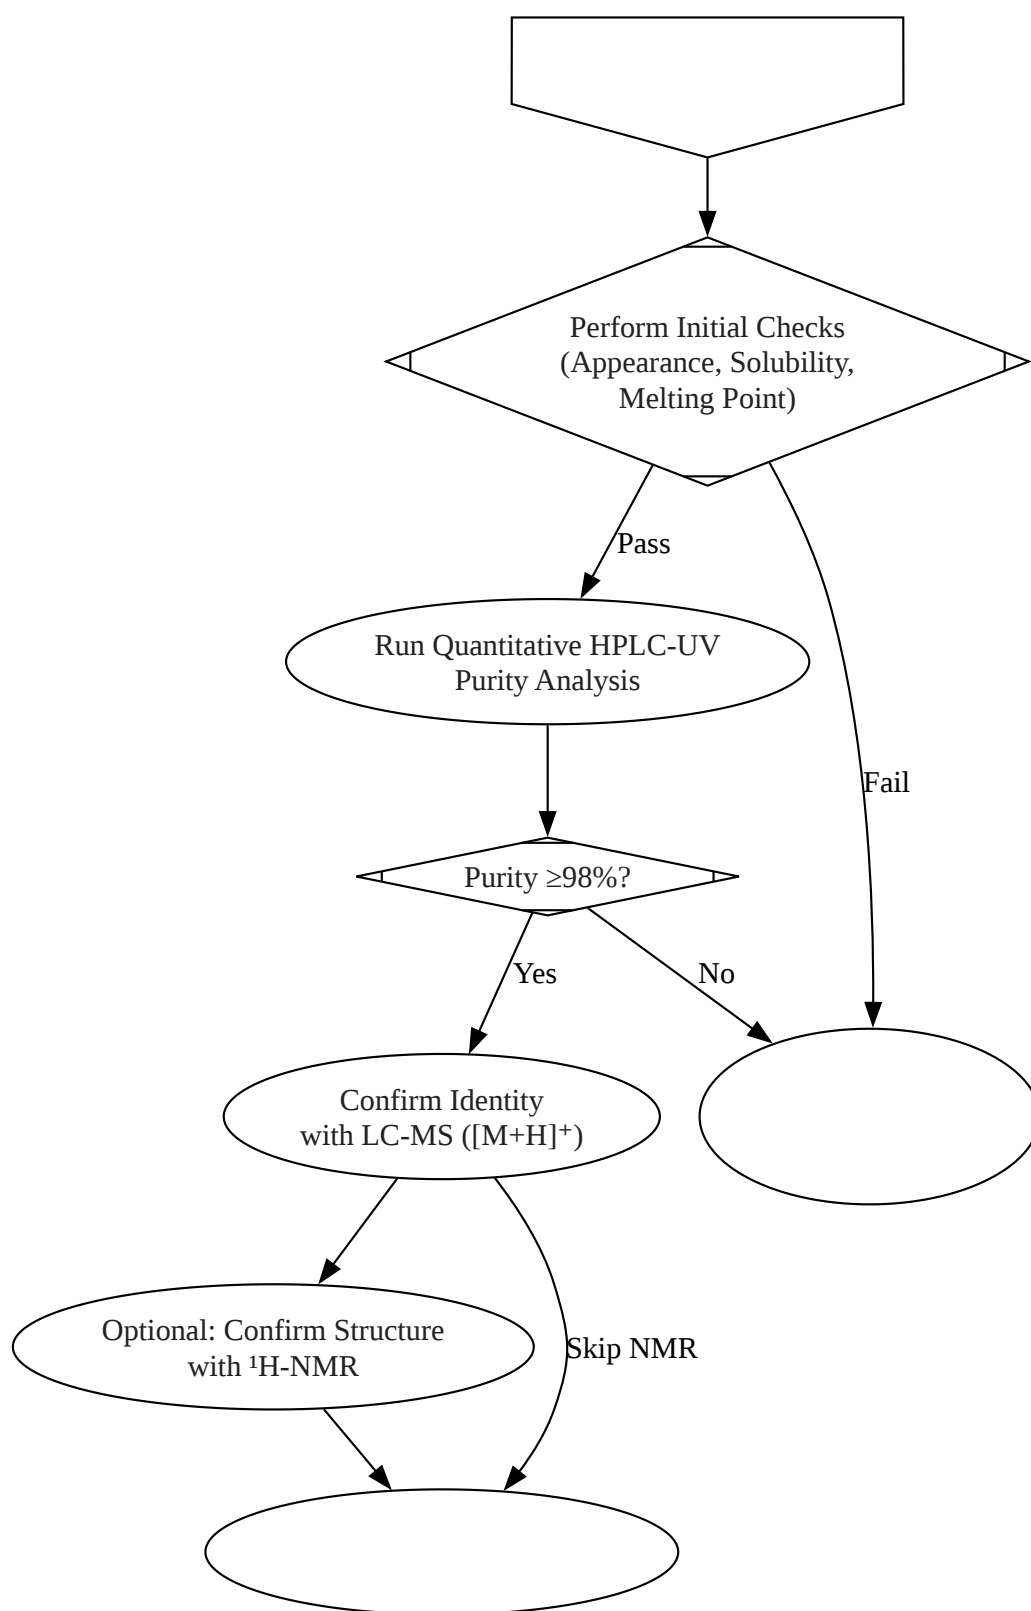 Perform Initial Checks
(Appearance, Solubility,
Melting Point)
Pass
Run Quantitative HPLC-UV
Purity Analysis
Fail
Purity ≥98%?
Yes
No
Confirm Identity
with LC-MS ([M+H]⁺)
Optional: Confirm Structure
with ¹H-NMR
Skip NMR